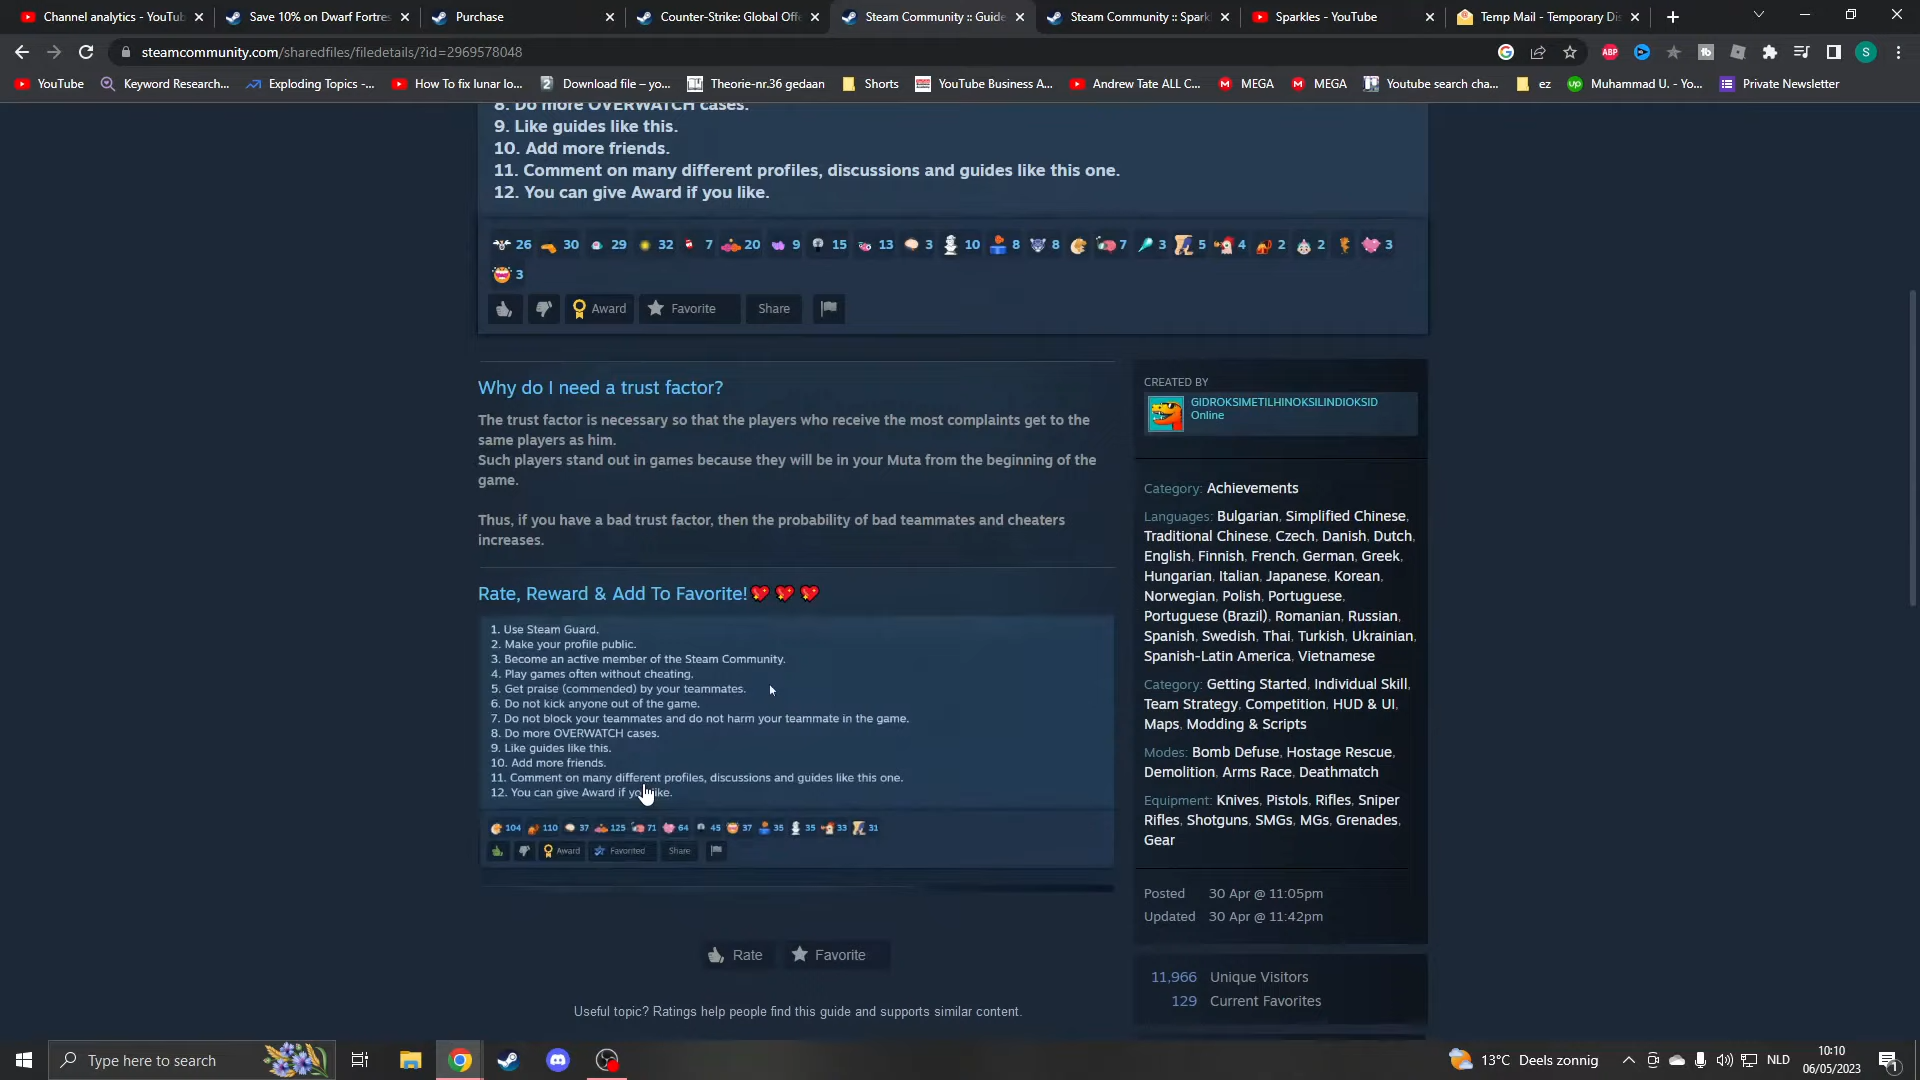 Channel analytics - YouTub
Save 10% on Dwarf Fortres
Purchase
Counter-Strike: Global Offe
Steam Community :: Guide
Steam Community :: Spark
Sparkles - YouTube
Temp Mail - Temporary Dis
steamcommunity.com/sharedfiles/filedetails/?id=2969578048
ABP
S
YouTube
Keyword Research...
Exploding Topics -...
How To fix lunar lo...
Download file – yo...
Theorie-nr.36 gedaan
Shorts
YouTube Business A...
Andrew Tate ALL C...
MEGA
MEGA
Youtube search cha...
ez
Muhammad U. - Yo...
Private Newsletter
8. Do more OVERWATCH cases.
9. Like guides like this.
10. Add more friends.
11. Comment on many different profiles, discussions and guides like this one.
12. You can give Award if you like.
26 30 29 32 7 20 9 15 13 3 10 8 8 7 3 5 4 2 2 3
3
Award Favorite Share
Why do I need a trust factor?
The trust factor is necessary so that the players who receive the most complaints get to the
same players as him.
Such players stand out in games because they will be in your Muta from the beginning of the
game.
Thus, if you have a bad trust factor, then the probability of bad teammates and cheaters
increases.
Rate, Reward & Add To Favorite!
1. Use Steam Guard.
2. Make your profile public.
3. Become an active member of the Steam Community.
4. Play games often without cheating.
5. Get praise (commended) by your teammates.
6. Do not kick anyone out of the game.
7. Do not block your teammates and do not harm your teammate in the game.
8. Do more OVERWATCH cases.
9. Like guides like this.
10. Add more friends.
11. Comment on many different profiles, discussions and guides like this one.
12. You can give Award if you like.
104 110 37 125 71 64 45 37 35 35 33 31
Award Favorited Share
Rate Favorite
Useful topic? Ratings help people find this guide and supports similar content.
CREATED BY
GIDROKSIMETILHINOKSILINDIOKSID
Online
Category: Achievements
Languages: Bulgarian, Simplified Chinese,
Traditional Chinese, Czech, Danish, Dutch,
English, Finnish, French, German, Greek,
Hungarian, Italian, Japanese, Korean,
Norwegian, Polish, Portuguese,
Portuguese (Brazil), Romanian, Russian,
Spanish, Swedish, Thai, Turkish, Ukrainian,
Spanish-Latin America, Vietnamese
Category: Getting Started, Individual Skill,
Team Strategy, Competition, HUD & UI,
Maps, Modding & Scripts
Modes: Bomb Defuse, Hostage Rescue,
Demolition, Arms Race, Deathmatch
Equipment: Knives, Pistols, Rifles, Sniper
Rifles, Shotguns, SMGs, MGs, Grenades,
Gear
Posted 30 Apr @ 11:05pm
Updated 30 Apr @ 11:42pm
11,966 Unique Visitors
129 Current Favorites
Type here to search
13°C Deels zonnig
NLD
10:10
06/05/2023
1